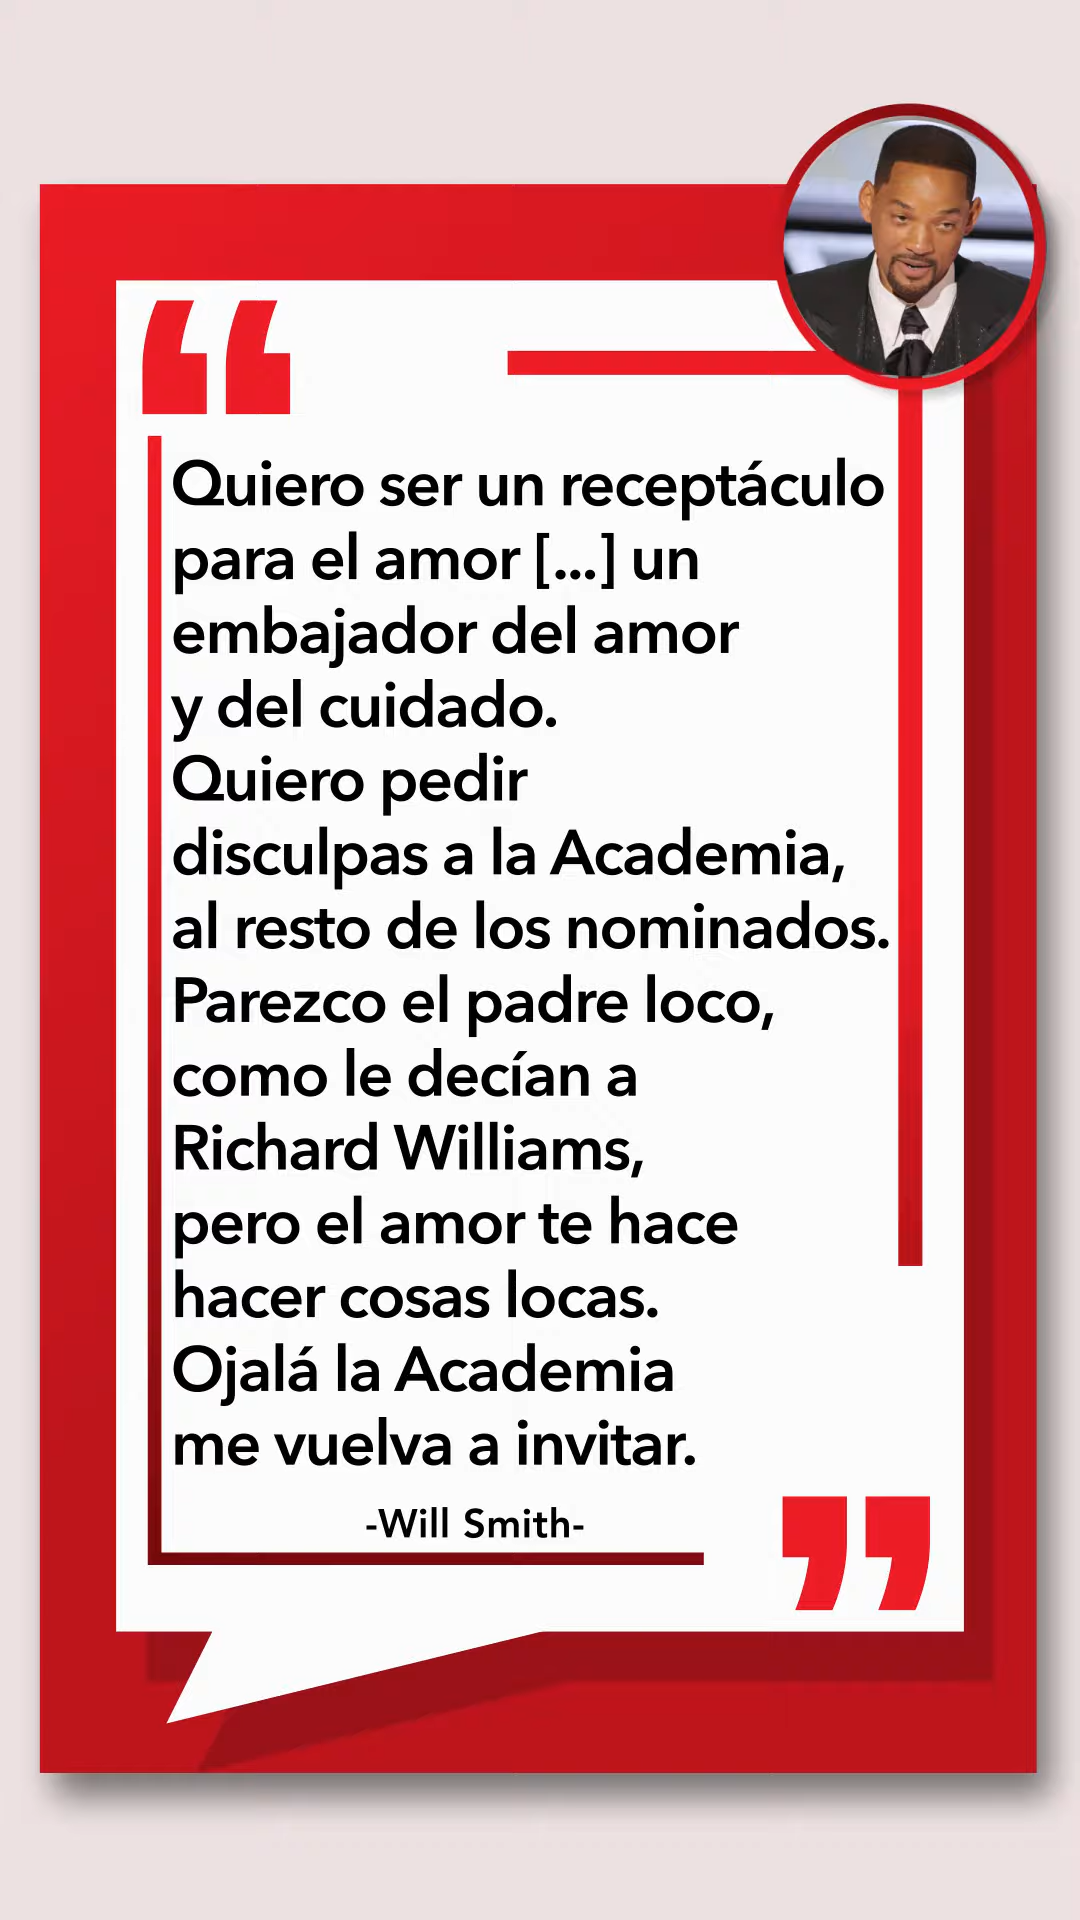 “
Quiero ser un receptáculo
para el amor [...] un
embajador del amor
y del cuidado.
Quiero pedir
disculpas a la Academia,
al resto de los nominados.
Parezco el padre loco,
como le decían a
Richard Williams,
pero el amor te hace
hacer cosas locas.
Ojalá la Academia
me vuelva a invitar.
-Will Smith-
”